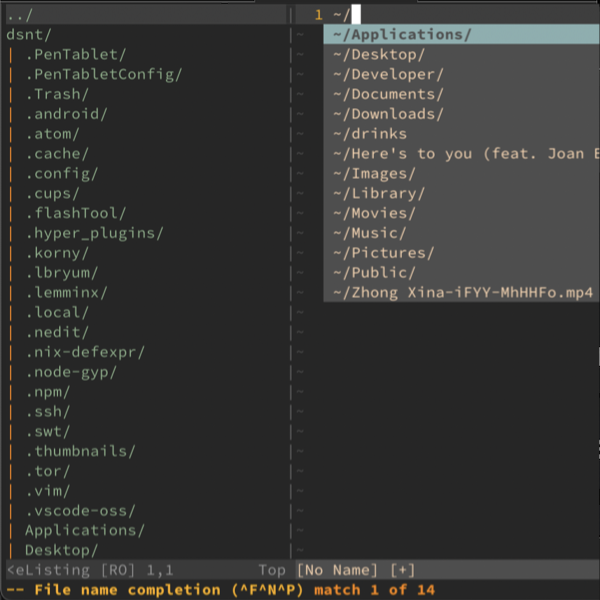 ../
dsnt/
| .PenTablet/
| .PenTabletConfig/
| .Trash/
| .android/
| .atom/
| .cache/
| .config/
| .cups/
| .flashTool/
| .hyper_plugins/
| .korny/
| .lbryum/
| .lemminx/
| .local/
| .nedit/
| .nix-defexpr/
| .node-gyp/
| .npm/
| .ssh/
| .swt/
| .thumbnails/
| .tor/
| .vim/
| .vscode-oss/
| Applications/
| Desktop/
<eListing [RO] 1,1 Top
1 ~/
~/Applications/
~/Desktop/
~/Developer/
~/Documents/
~/Downloads/
~/drinks
~/Here's to you (feat. Joan
~/Images/
~/Library/
~/Movies/
~/Music/
~/Pictures/
~/Public/
~/Zhong Xina-iFYY-MhHHFo.mp4
[No Name] [+]
-- File name completion (^F^N^P) match 1 of 14